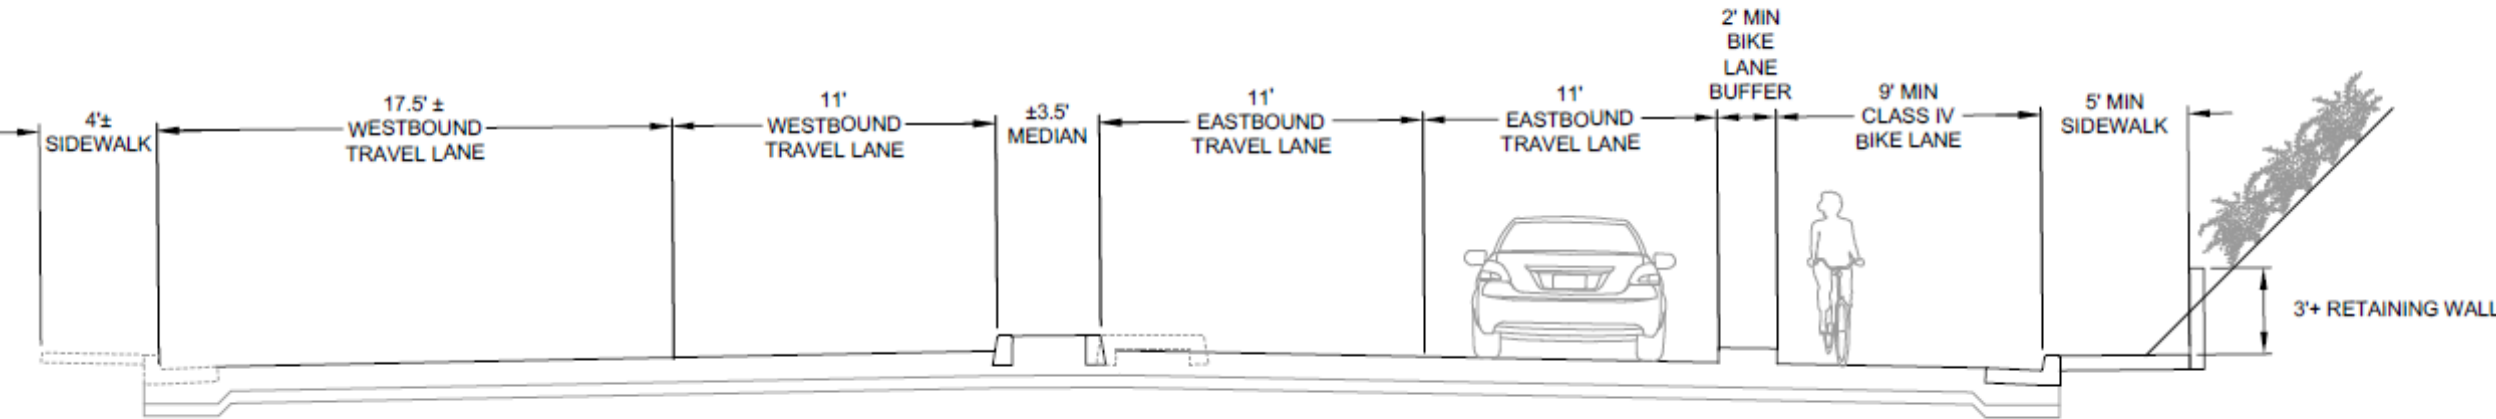 4'±
SIDEWALK
17.5' ±
WESTBOUND
TRAVEL LANE
11'
WESTBOUND
TRAVEL LANE
±3.5'
MEDIAN
11'
EASTBOUND
TRAVEL LANE
11'
EASTBOUND
TRAVEL LANE
2' MIN
BIKE
LANE
BUFFER
9' MIN
CLASS IV
BIKE LANE
5' MIN
SIDEWALK
3'+ RETAINING WALL